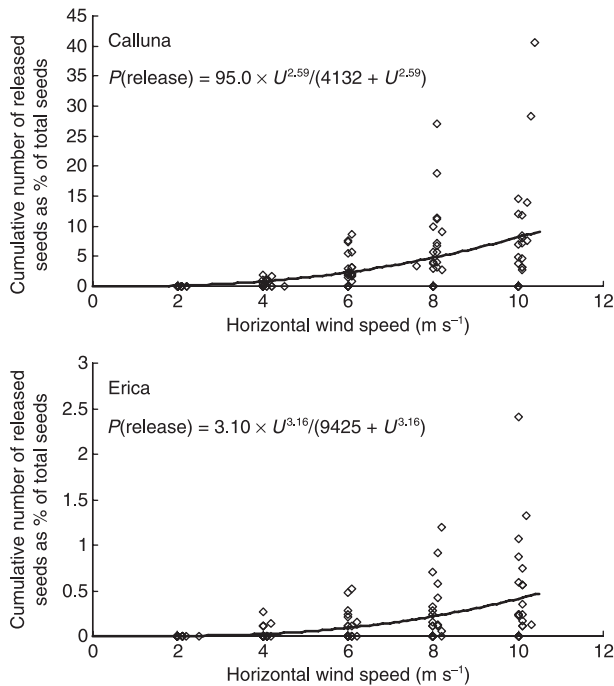 Calluna
P(release) = 95.0 × U^2.59/(4132 + U^2.59)
Cumulative number of released
seeds as % of total seeds
45
40
35
30
25
20
15
10
5
0
0 2 4 6 8 10 12
Horizontal wind speed (m s⁻¹)
Erica
P(release) = 3.10 × U^3.16/(9425 + U^3.16)
Cumulative number of released
seeds as % of total seeds
3
2.5
2
1.5
1
0.5
0
0 2 4 6 8 10 12
Horizontal wind speed (m s⁻¹)